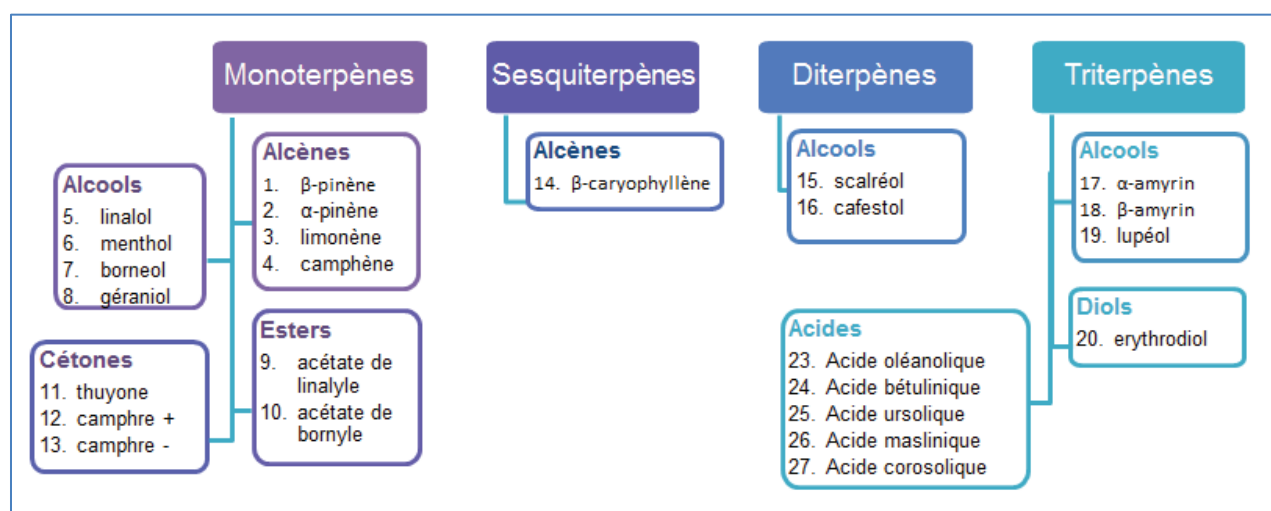 Monoterpènes
Sesquiterpènes
Diterpènes
Triterpènes
Alcools
5. linalol
6. menthol
7. borneol
8. géraniol
Alcènes
1. β-pinène
2. α-pinène
3. limonène
4. camphène
Cétones
11. thuyone
12. camphre +
13. camphre -
Esters
9. acétate de
linalyle
10. acétate de
bornyle
Alcènes
14. β-caryophyllène
Alcools
15. scalréol
16. cafestol
Alcools
17. α-amyrin
18. β-amyrin
19. lupéol
Diols
20. erythrodiol
Acides
23. Acide oléanolique
24. Acide bétulinique
25. Acide ursolique
26. Acide maslinique
27. Acide corosolique